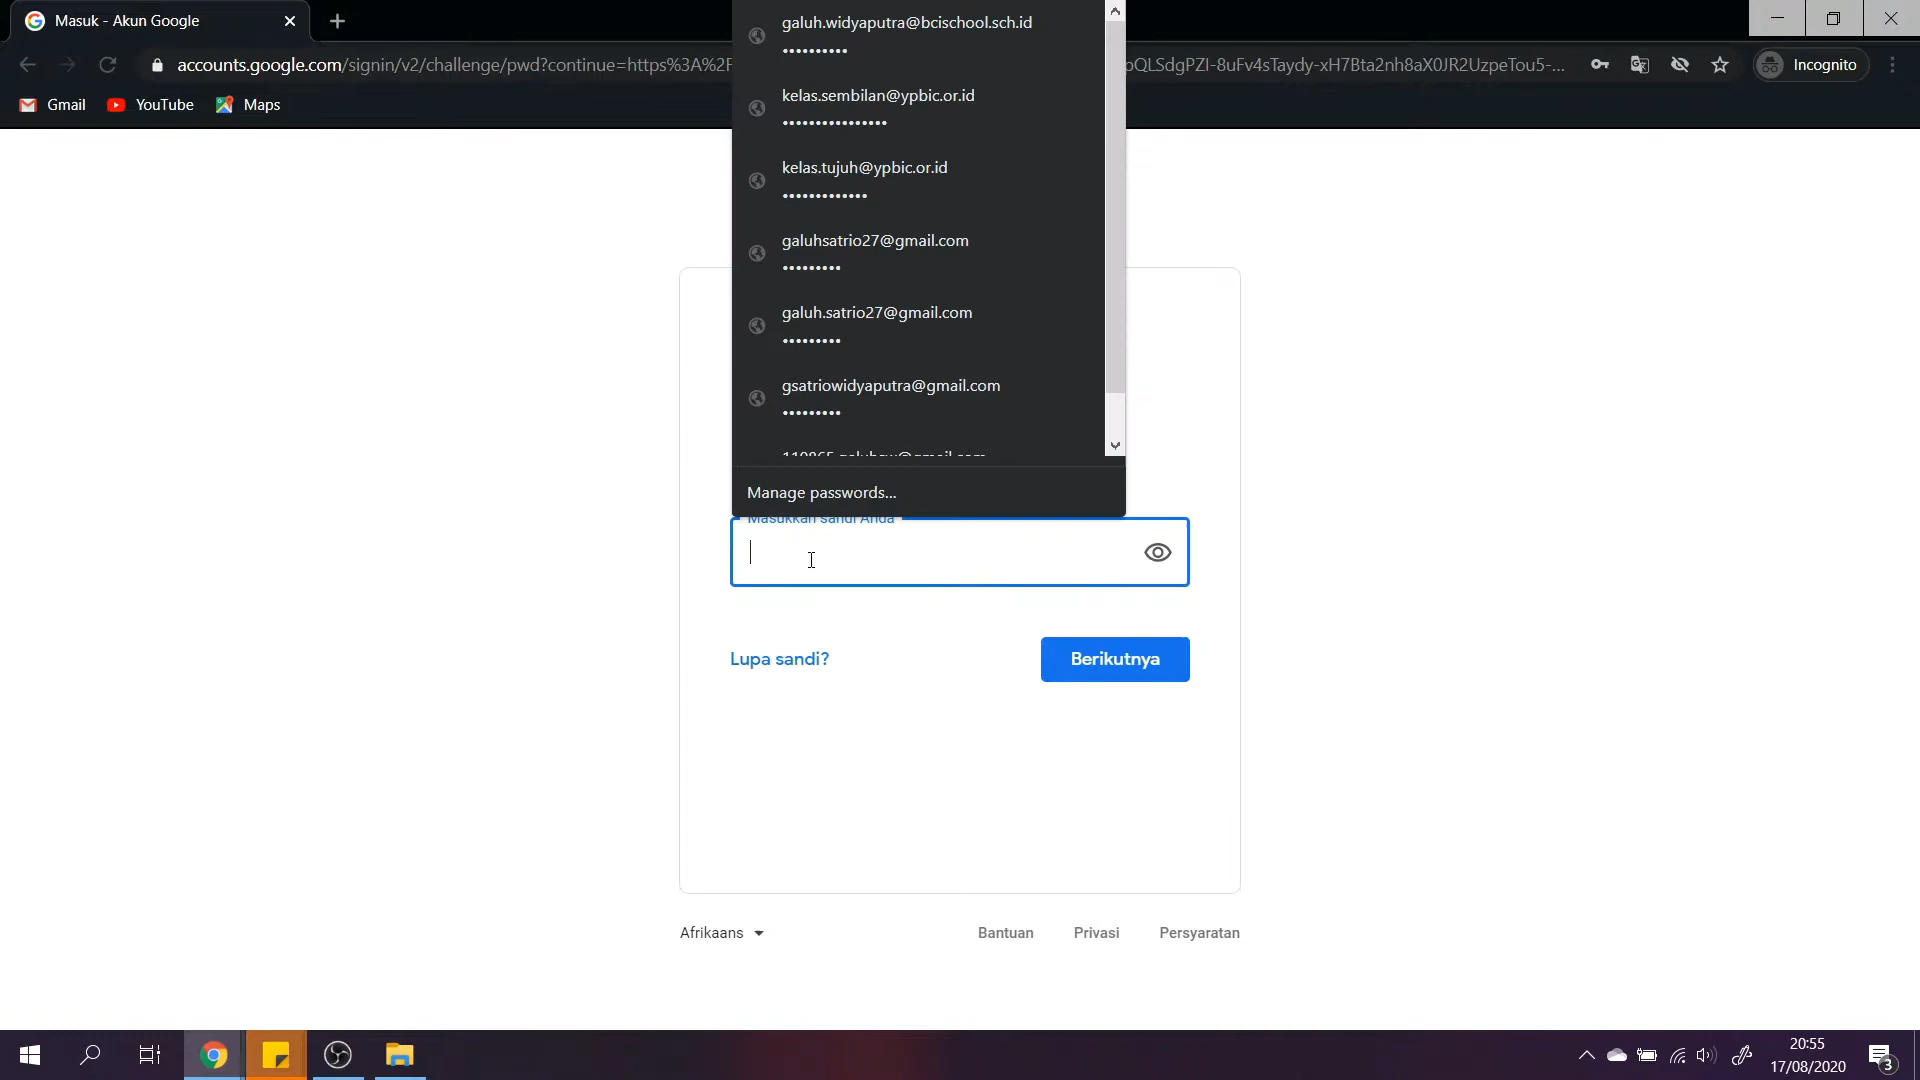 Masuk - Akun Google
accounts.google.com/signin/v2/challenge/pwd?continue=https%3A%2F
pQLSdgPZI-8uFv4sTaydy-xH7Bta2nh8aX0JR2UzpeTou5-...
Incognito
Gmail
YouTube
Maps
galuh.widyaputra@bcischool.sch.id
••••••••••
kelas.sembilan@ypbic.or.id
••••••••••••••••
kelas.tujuh@ypbic.or.id
•••••••••••••
galuhsatrio27@gmail.com
•••••••••
galuh.satrio27@gmail.com
•••••••••
gsatriowidyaputra@gmail.com
•••••••••
Manage passwords...
Masukkan sandi Anda
Lupa sandi?
Berikutnya
Afrikaans
Bantuan
Privasi
Persyaratan
20:55
17/08/2020
3